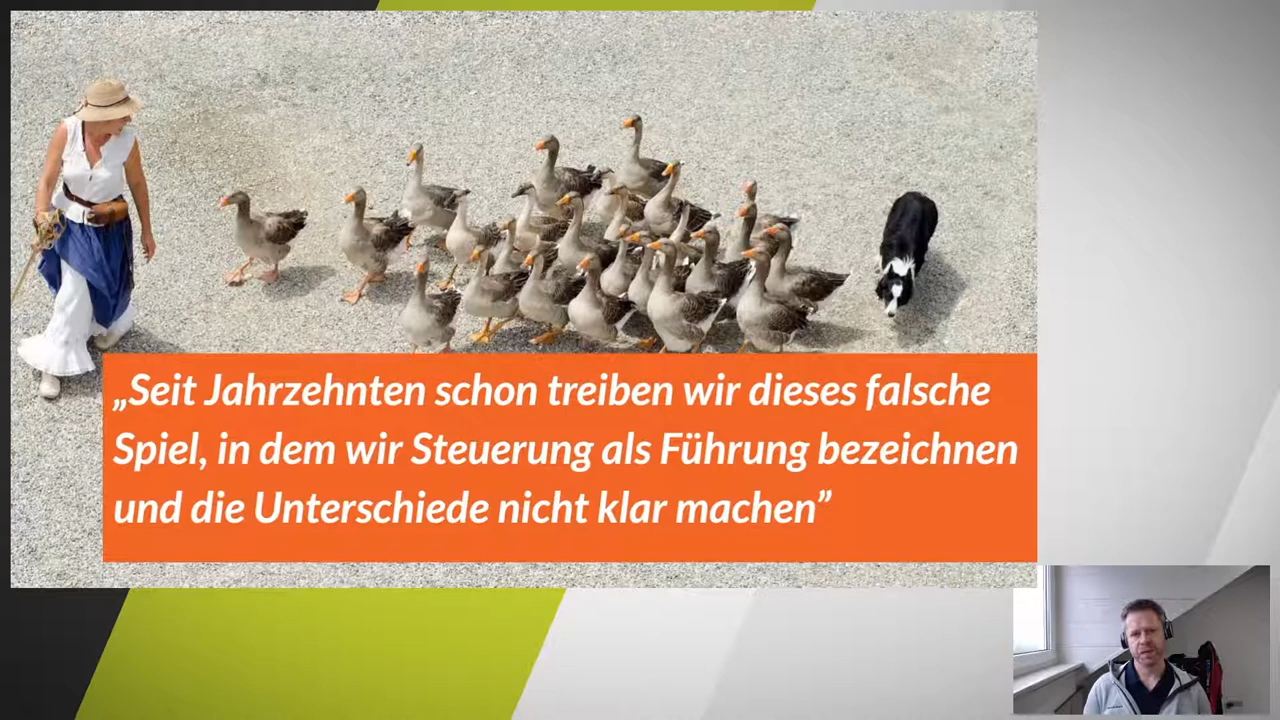 „Seit Jahrzehnten schon treiben wir dieses falsche
Spiel, in dem wir Steuerung als Führung bezeichnen
und die Unterschiede nicht klar machen”